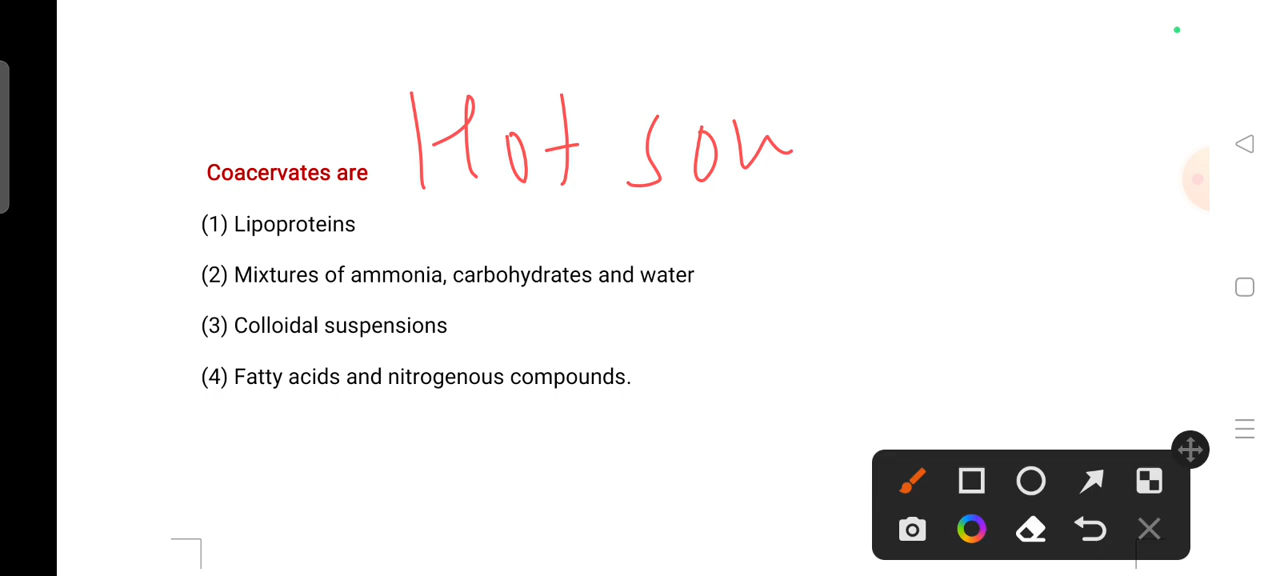 Hot sou
Coacervates are
(1) Lipoproteins
(2) Mixtures of ammonia, carbohydrates and water
(3) Colloidal suspensions
(4) Fatty acids and nitrogenous compounds.